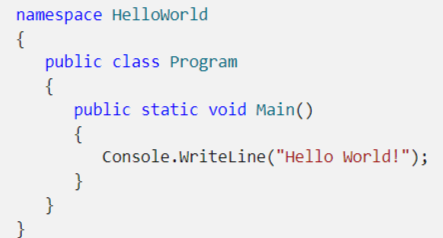 namespace HelloWorld
{
public class Program
{
public static void Main()
{
Console.WriteLine("Hello World!");
}
}
}